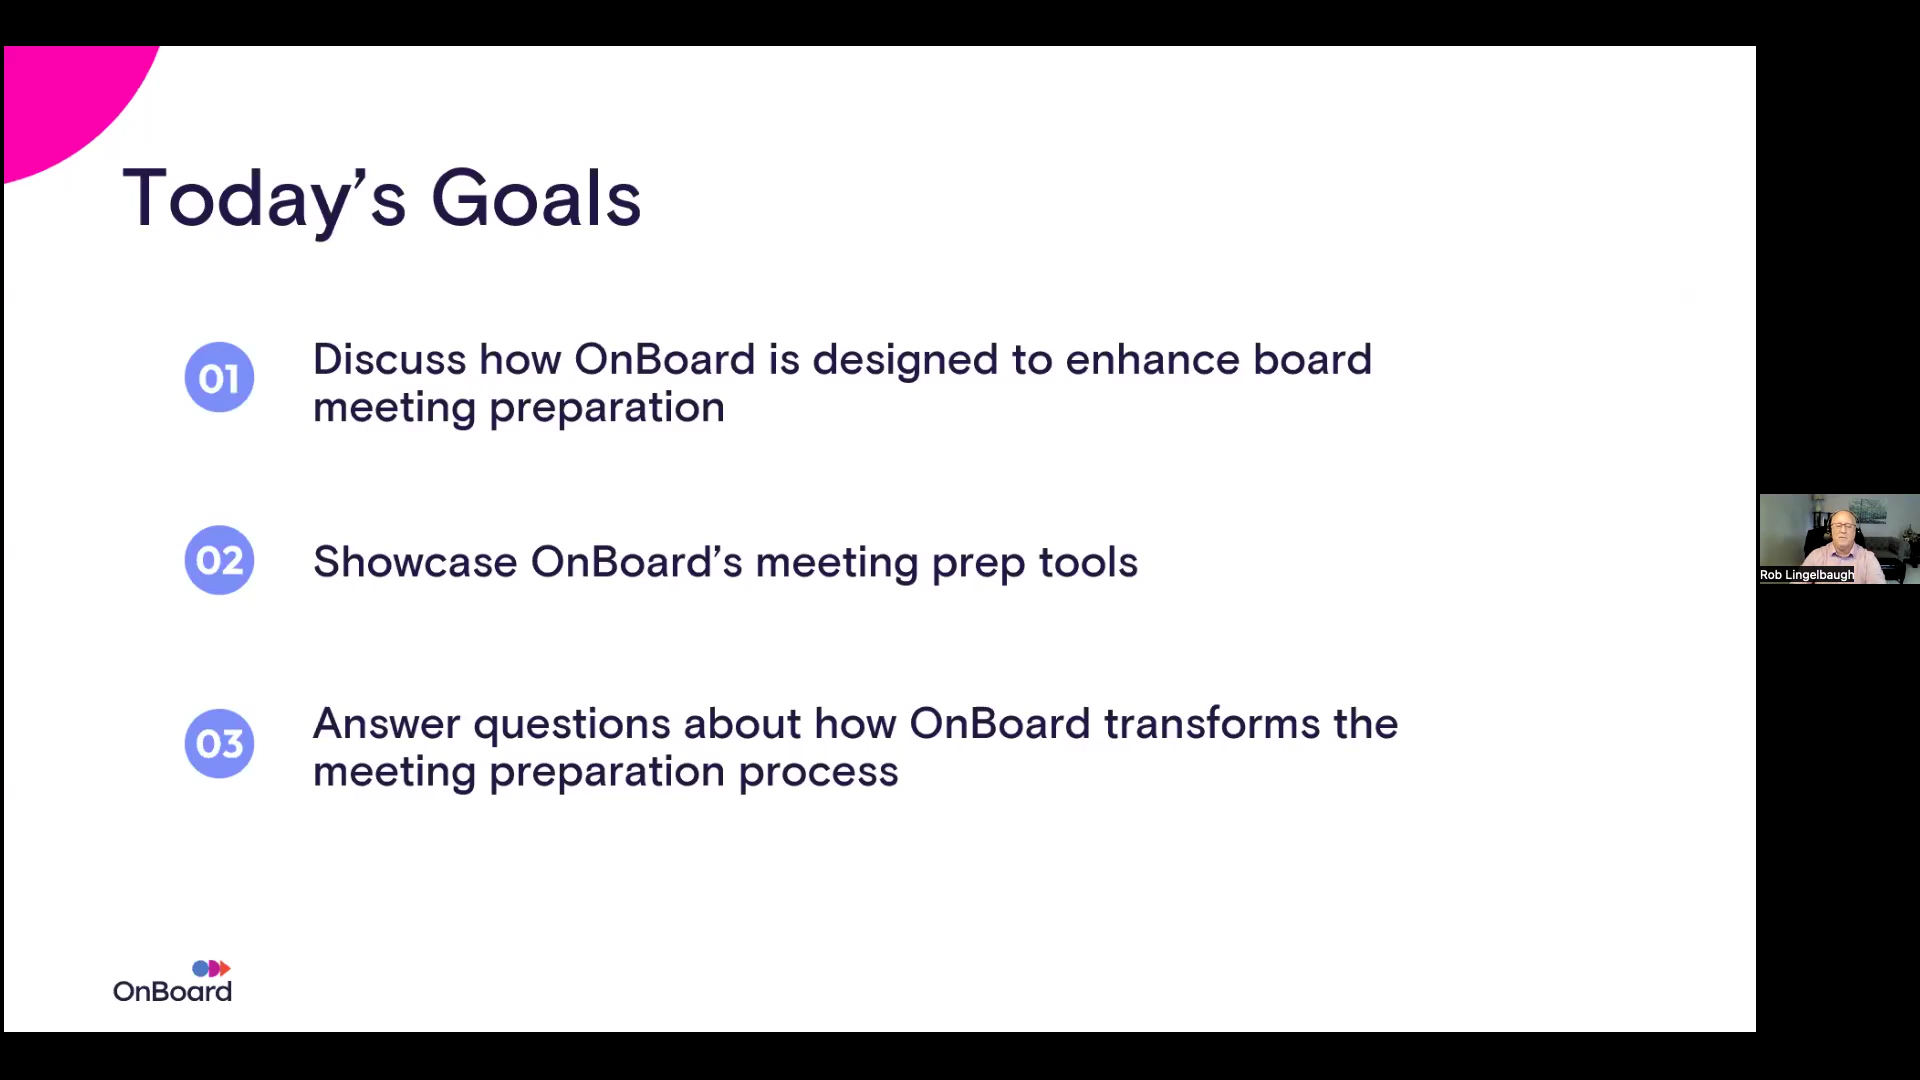 Today’s Goals
01
Discuss how OnBoard is designed to enhance board
meeting preparation
02
Showcase OnBoard’s meeting prep tools
03
Answer questions about how OnBoard transforms the
meeting preparation process
OnBoard
Rob Lingelbaugh